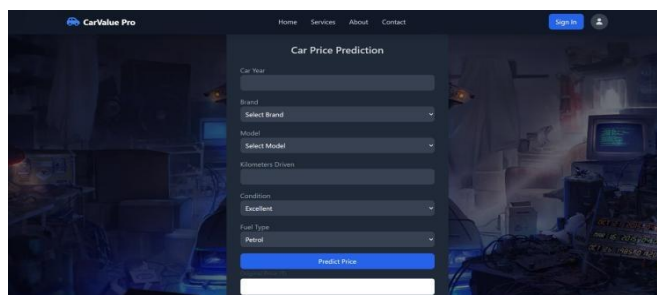 CarValue Pro
Home Services About Contact
Sign In
Car Price Prediction
Car Year
Brand
Select Brand
Model
Select Model
Kilometers Driven
Condition
Excellent
Fuel Type
Petrol
Predict Price